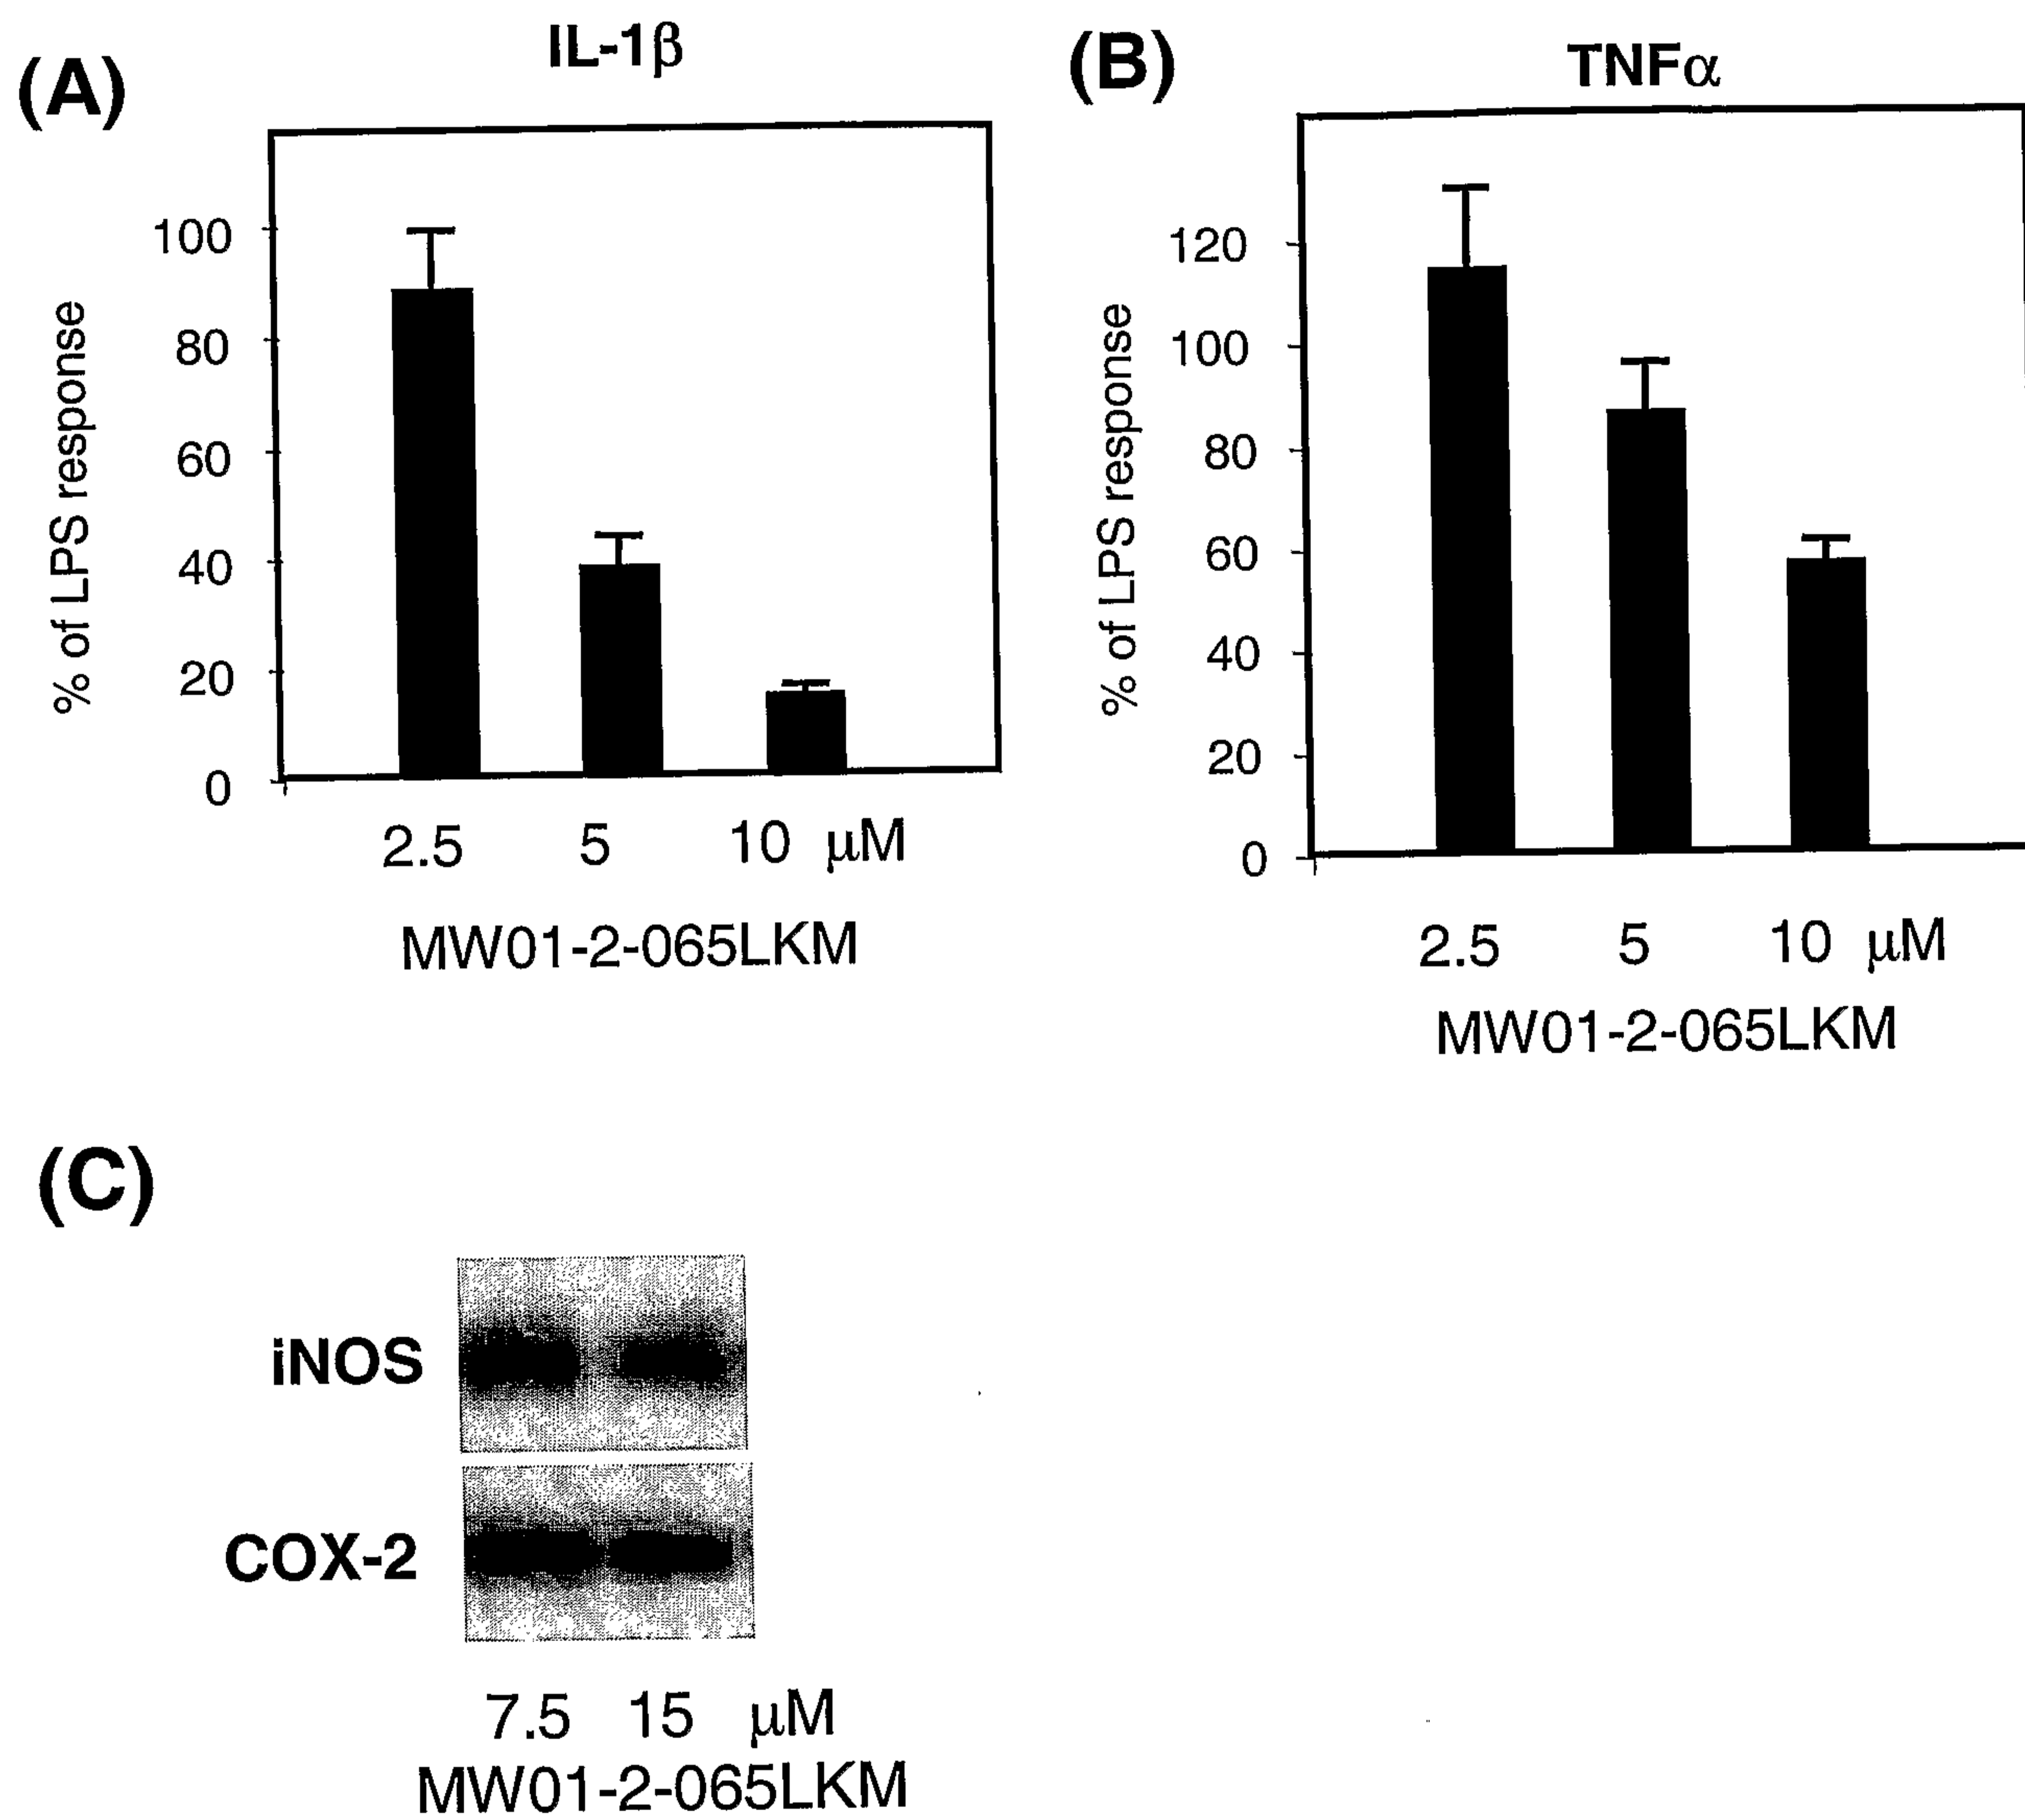 (A)
IL-1β
% of LPS response
100
80
60
40
20
0
2.5 5 10 μM
MW01-2-065LKM
(B)
TNFα
% of LPS response
120
100
80
60
40
20
0
2.5 5 10 μM
MW01-2-065LKM
(C)
iNOS
COX-2
7.5 15 μM
MW01-2-065LKM